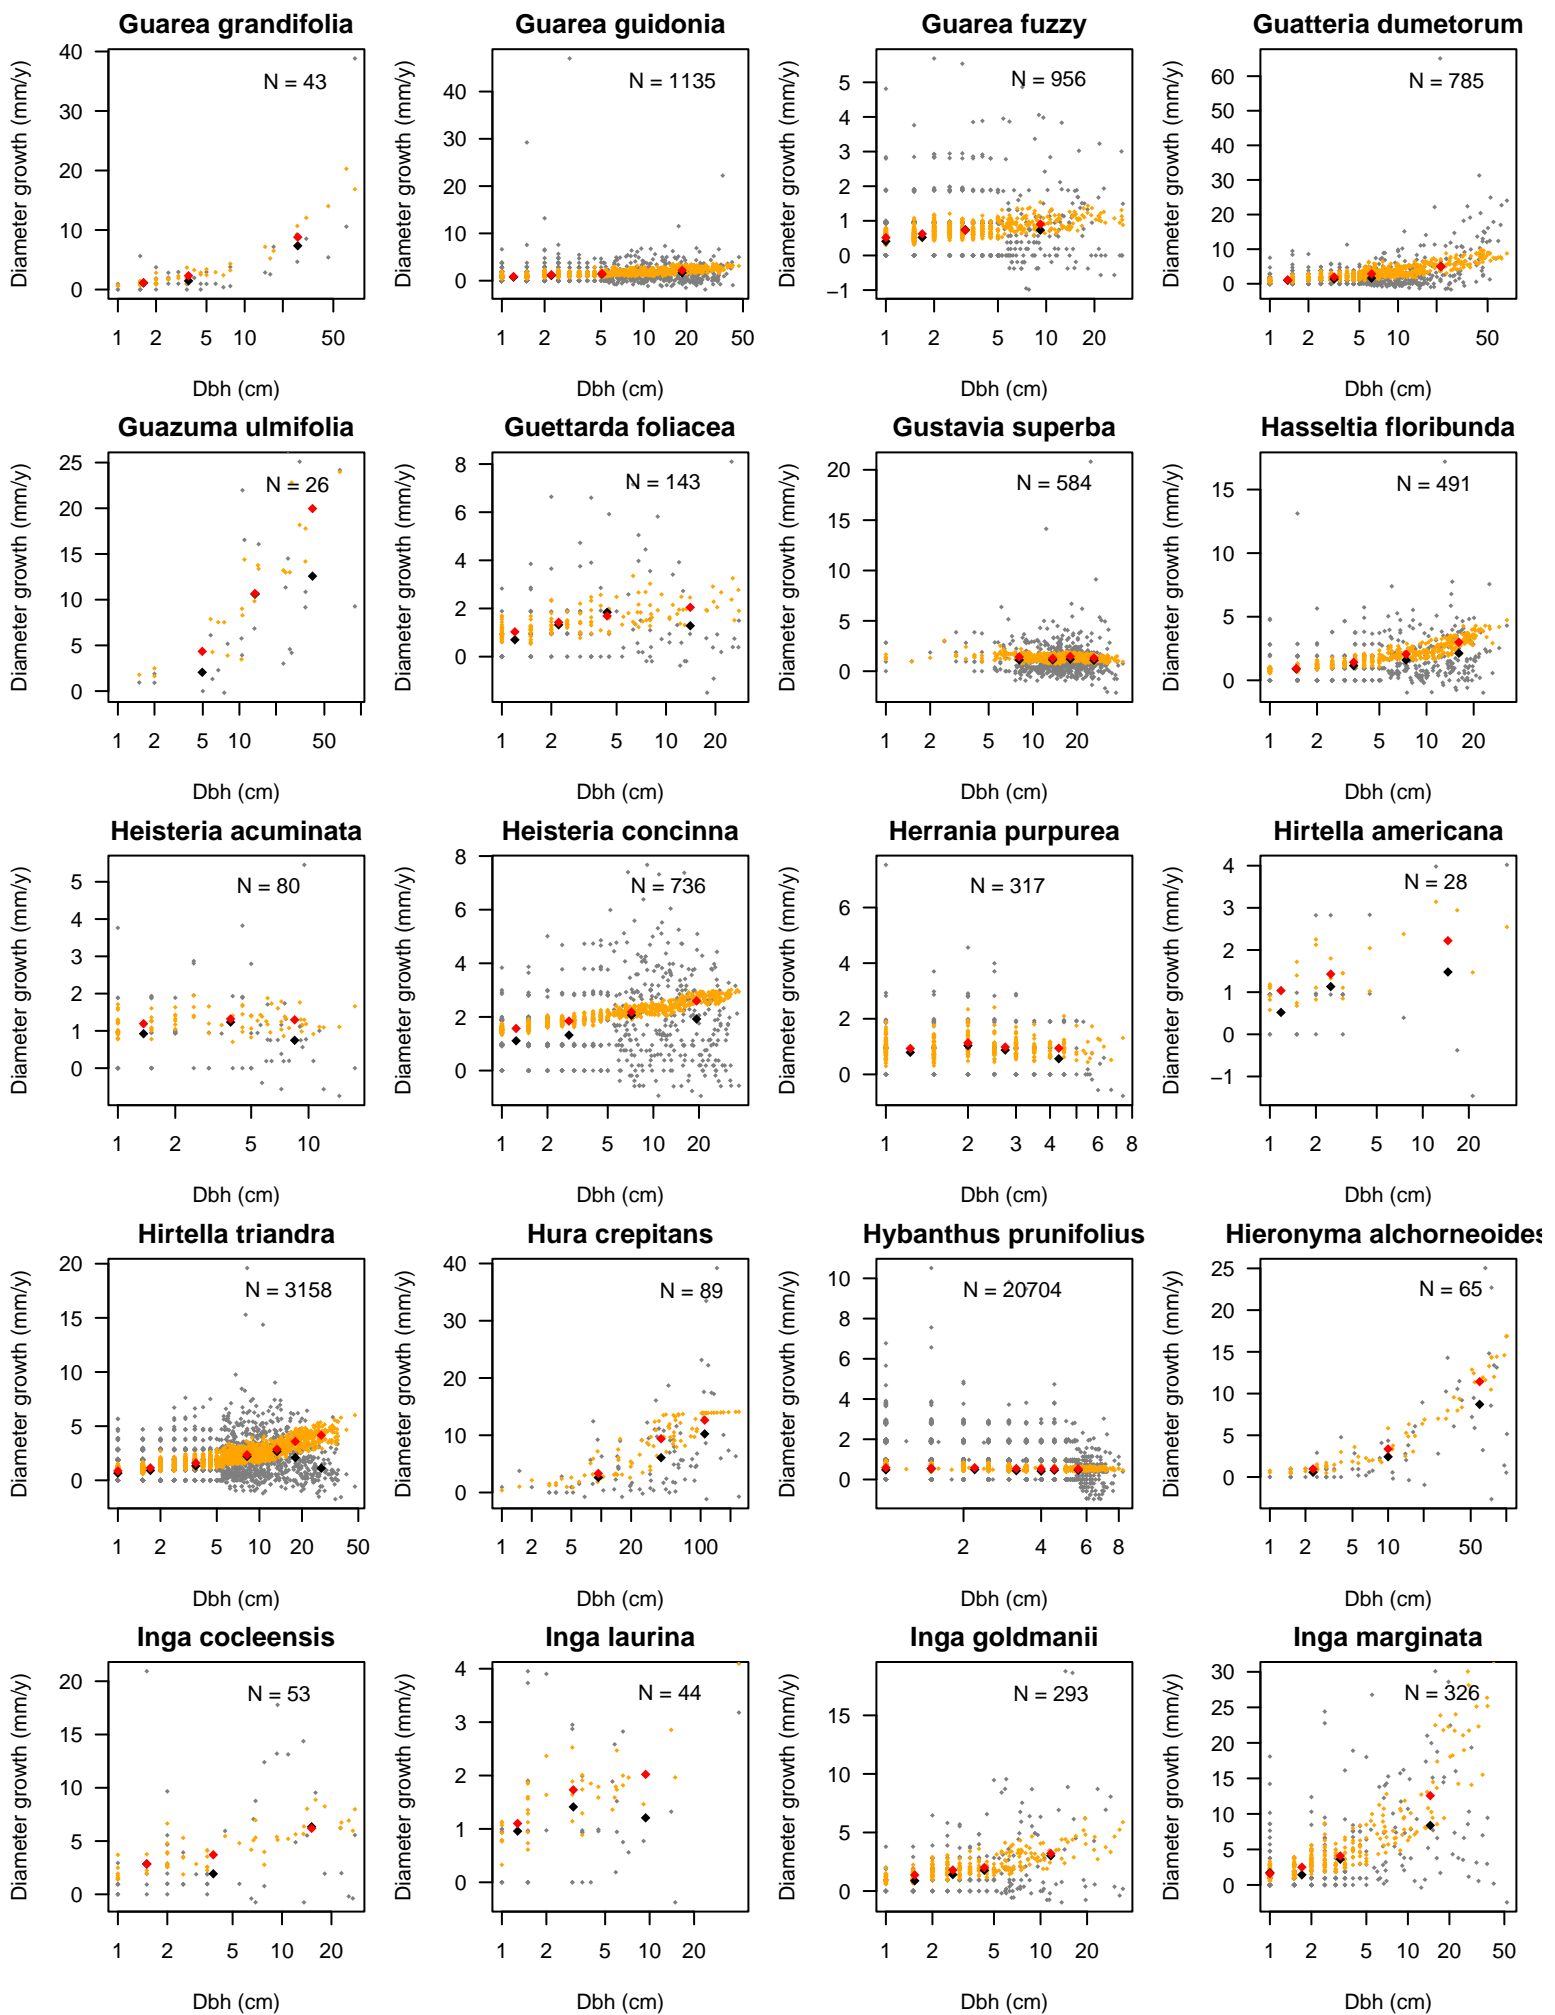 Guarea grandifolia
Diameter growth (mm/y)
40
30
20
10
0
N = 43
1 2 5 10 50
Dbh (cm)
Guarea guidonia
Diameter growth (mm/y)
40
30
20
10
0
N = 1135
1 2 5 10 20 50
Dbh (cm)
Guarea fuzzy
Diameter growth (mm/y)
5
4
3
2
1
0
−1
N = 956
1 2 5 10 20
Dbh (cm)
Guatteria dumetorum
Diameter growth (mm/y)
60
50
40
30
20
10
0
N = 785
1 2 5 10 50
Dbh (cm)
Guazuma ulmifolia
Diameter growth (mm/y)
25
20
15
10
5
0
N = 26
1 2 5 10 50
Dbh (cm)
Guettarda foliacea
Diameter growth (mm/y)
8
6
4
2
0
N = 143
1 2 5 10 20
Dbh (cm)
Gustavia superba
Diameter growth (mm/y)
20
15
10
5
0
N = 584
1 2 5 10 20
Dbh (cm)
Hasseltia floribunda
Diameter growth (mm/y)
15
10
5
0
N = 491
1 2 5 10 20
Dbh (cm)
Heisteria acuminata
Diameter growth (mm/y)
5
4
3
2
1
0
N = 80
1 2 5 10
Dbh (cm)
Heisteria concinna
Diameter growth (mm/y)
8
6
4
2
0
N = 736
1 2 5 10 20
Dbh (cm)
Herrania purpurea
Diameter growth (mm/y)
6
4
2
0
N = 317
1 2 3 4 6 8
Dbh (cm)
Hirtella americana
Diameter growth (mm/y)
4
3
2
1
0
−1
N = 28
1 2 5 10 20
Dbh (cm)
Hirtella triandra
Diameter growth (mm/y)
20
15
10
5
0
N = 3158
1 2 5 10 20 50
Dbh (cm)
Hura crepitans
Diameter growth (mm/y)
40
30
20
10
0
N = 89
1 2 5 20 100
Dbh (cm)
Hybanthus prunifolius
Diameter growth (mm/y)
10
8
6
4
2
0
N = 20704
2 4 6 8
Dbh (cm)
Hieronyma alchorneoides
Diameter growth (mm/y)
25
20
15
10
5
0
N = 65
1 2 5 10 50
Dbh (cm)
Inga cocleensis
Diameter growth (mm/y)
20
15
10
5
0
N = 53
1 2 5 10 20
Dbh (cm)
Inga laurina
Diameter growth (mm/y)
4
3
2
1
0
N = 44
1 2 5 10 20
Dbh (cm)
Inga goldmanii
Diameter growth (mm/y)
15
10
5
0
N = 293
1 2 5 10 20
Dbh (cm)
Inga marginata
Diameter growth (mm/y)
30
25
20
15
10
5
0
N = 326
1 2 5 10 20 50
Dbh (cm)